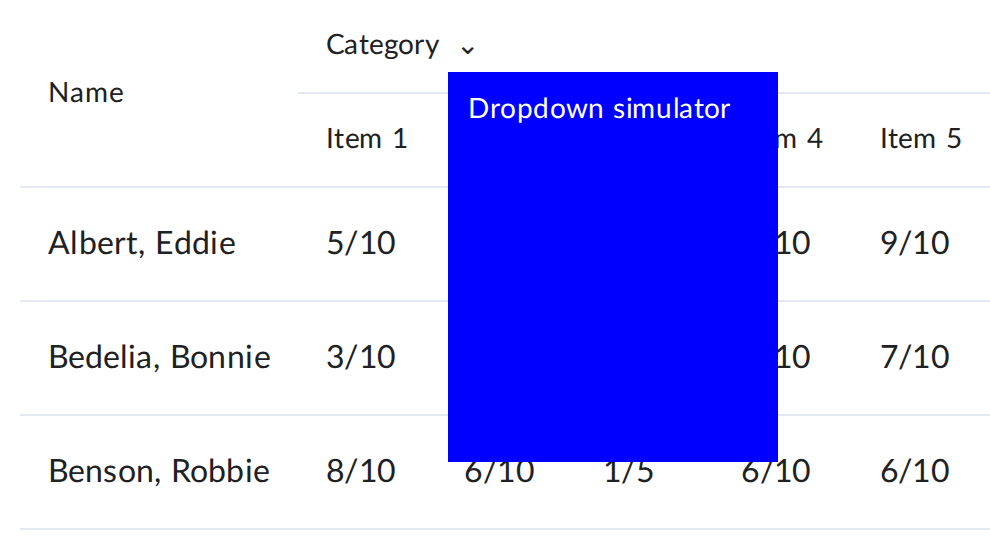 Category
Name
Dropdown simulator
Item 1 m 4 Item 5
Albert, Eddie 5/10 10 9/10
Bedelia, Bonnie 3/10 10 7/10
Benson, Robbie 8/10 6/10 1/5 6/10 6/10